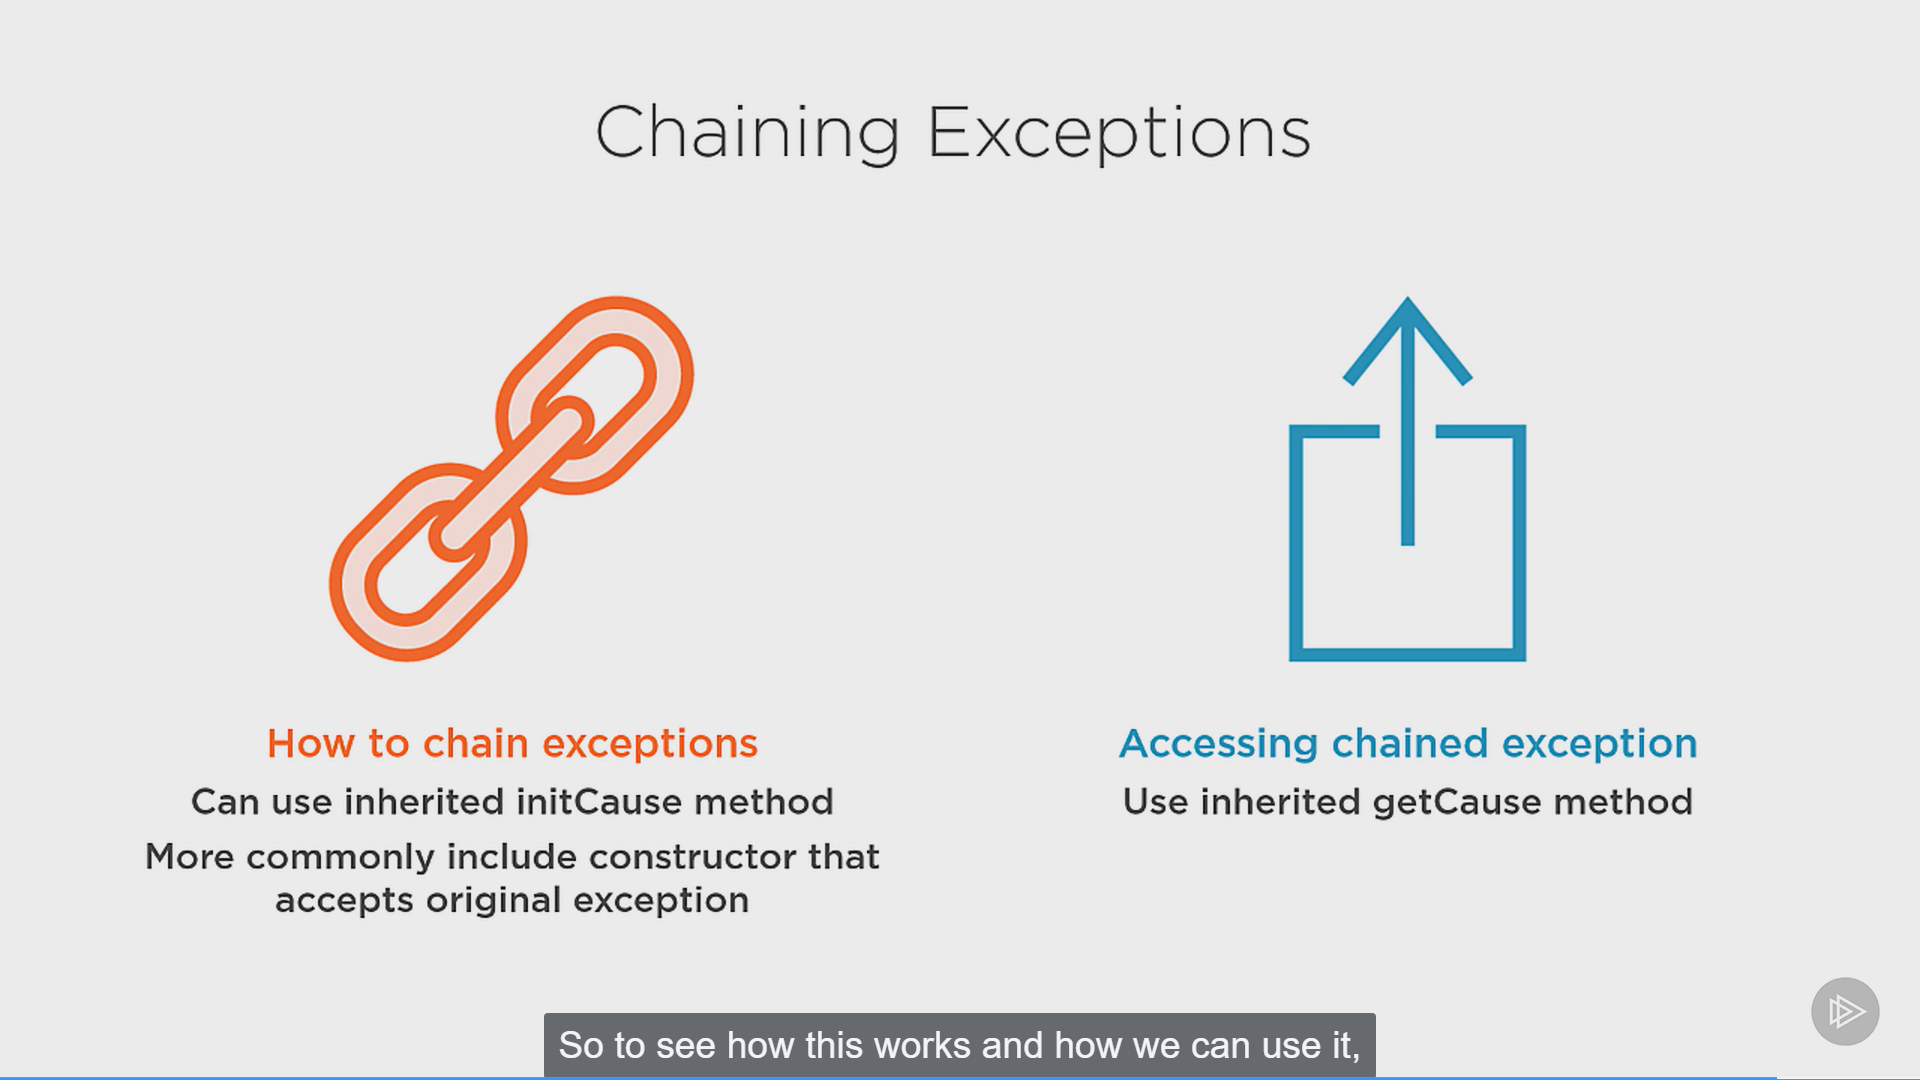 Chaining Exceptions
How to chain exceptions
Can use inherited initCause method
More commonly include constructor that
accepts original exception
Accessing chained exception
Use inherited getCause method
So to see how this works and how we can use it,